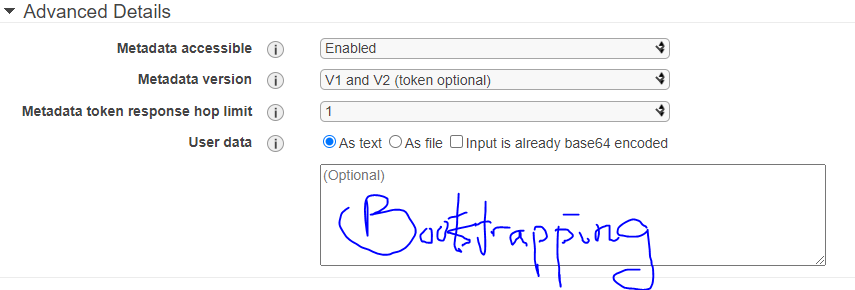 Advanced Details
Metadata accessible i Enabled
Metadata version i V1 and V2 (token optional)
Metadata token response hop limit i 1
User data i As text As file Input is already base64 encoded
(Optional)
Bootstrapping